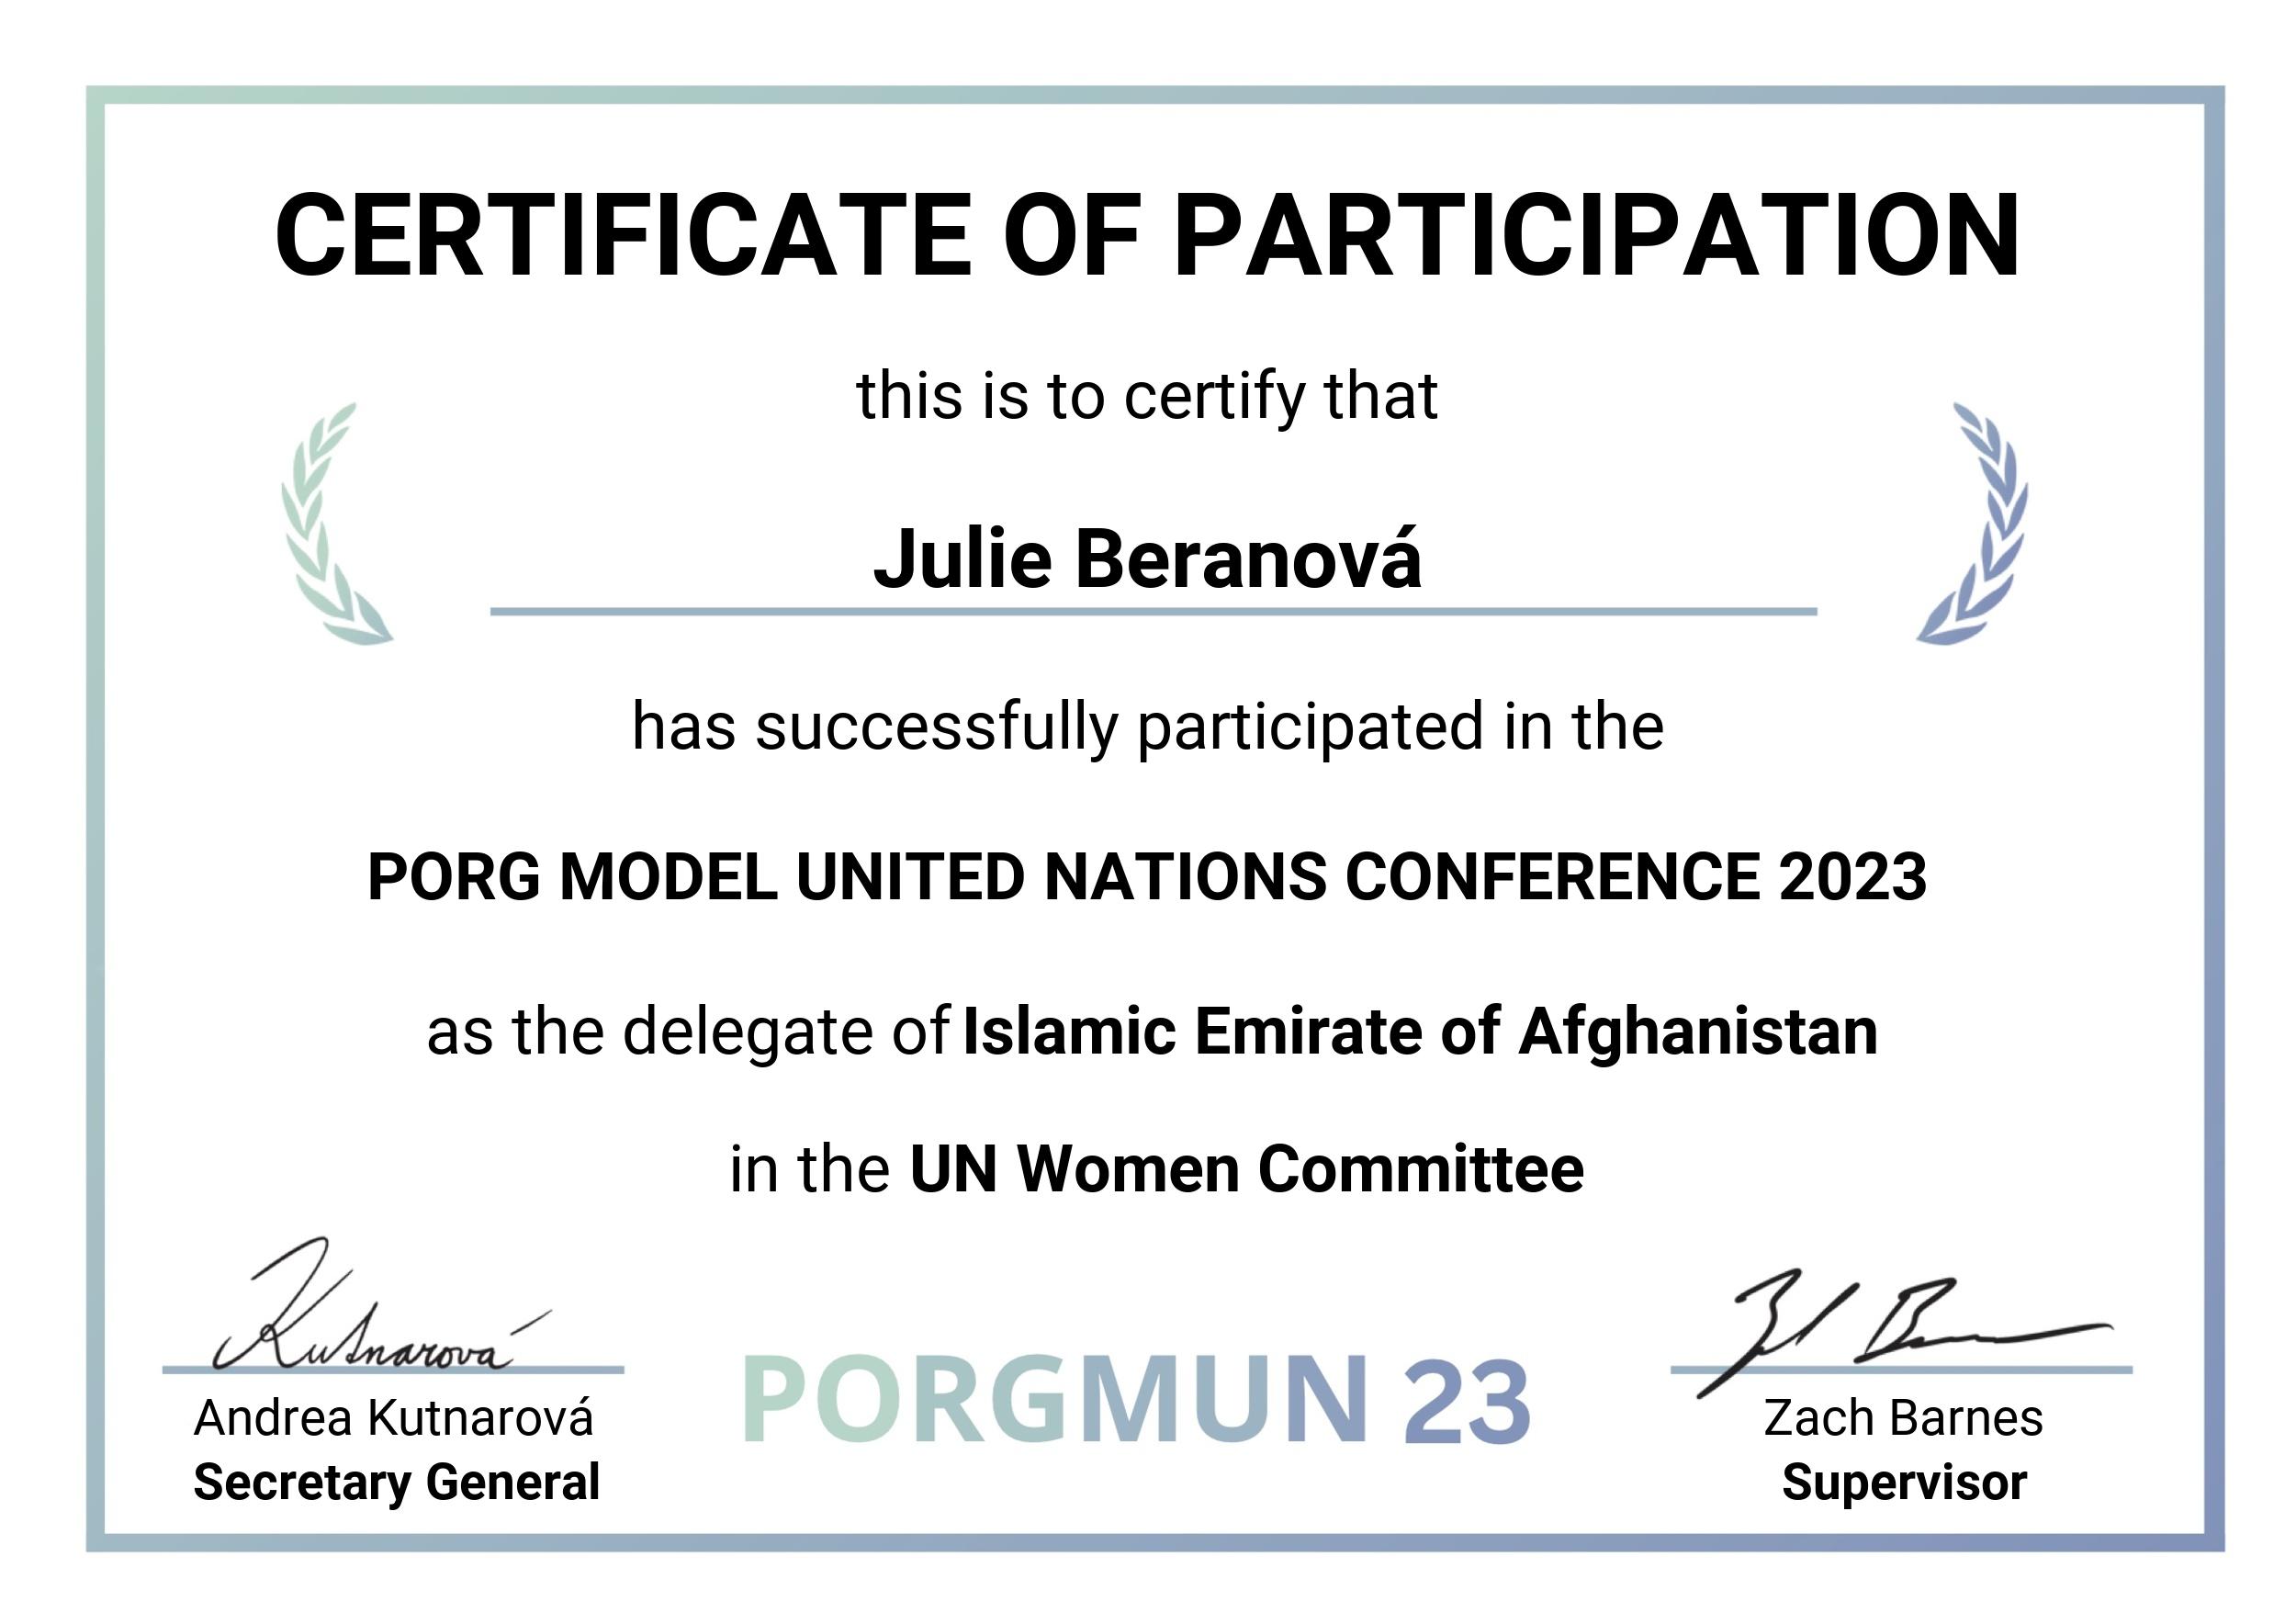 CERTIFICATE OF PARTICIPATION
this is to certify that
Julie Beranová
has successfully participated in the
PORG MODEL UNITED NATIONS CONFERENCE 2023
as the delegate of Islamic Emirate of Afghanistan
in the UN Women Committee
Kutnarová
Andrea Kutnarová
Secretary General
PORGMUN 23
Zach Barnes
Supervisor